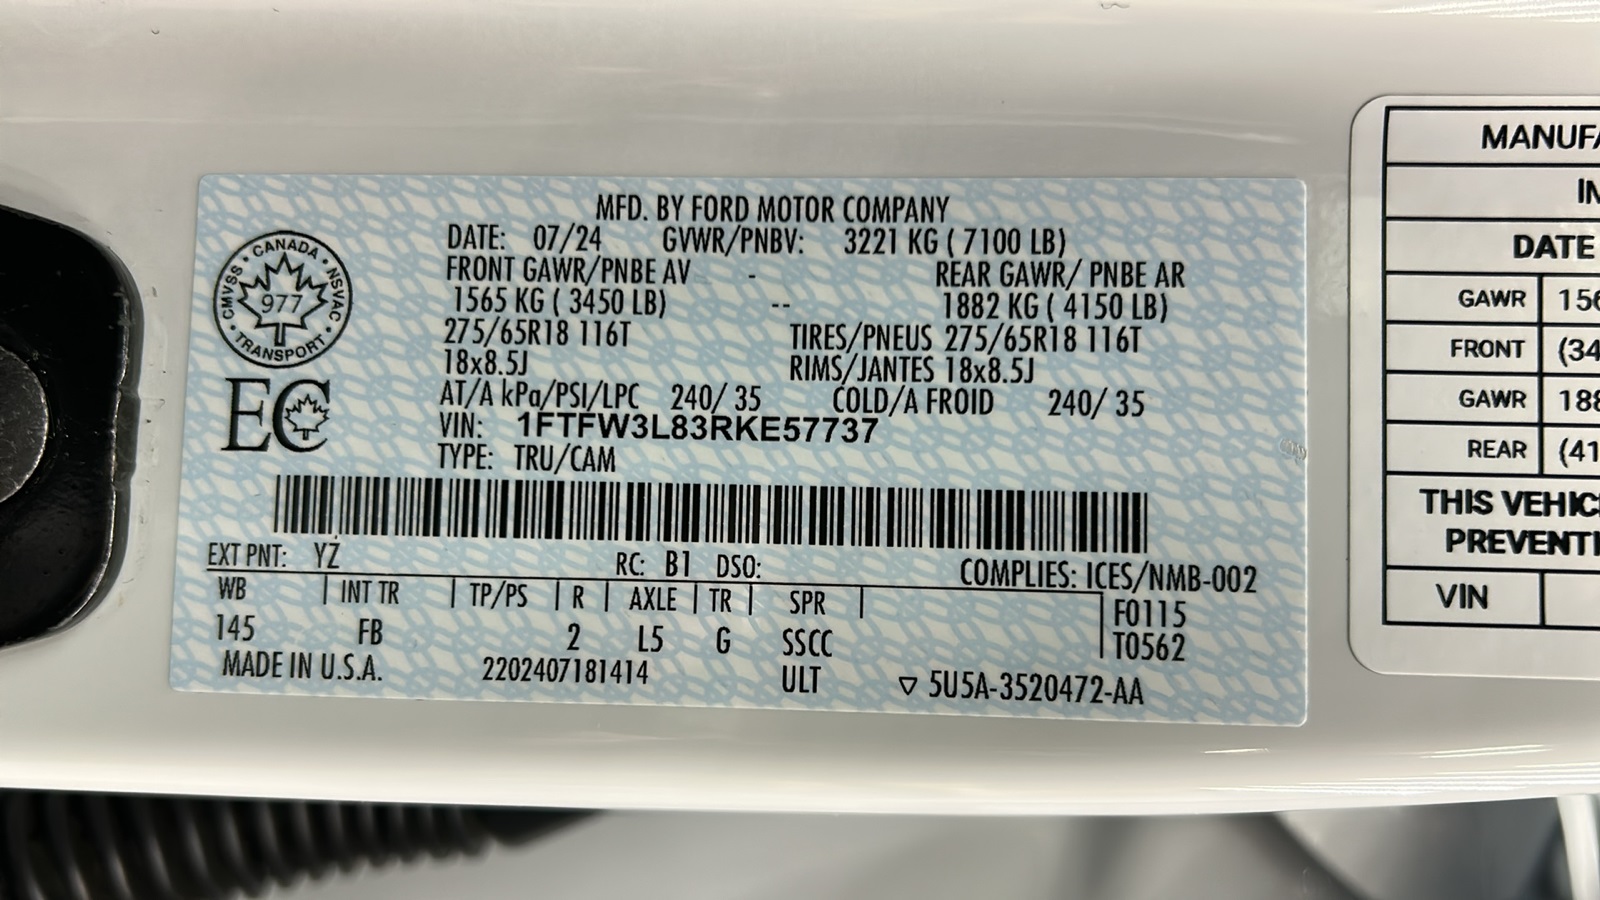 MFD. BY FORD MOTOR COMPANY
DATE: 07/24 GVWR/PNBV: 3221 KG ( 7100 LB)
FRONT GAWR/PNBE AV - REAR GAWR/ PNBE AR
1565 KG ( 3450 LB) -- 1882 KG ( 4150 LB)
275/65R18 116T TIRES/PNEUS 275/65R18 116T
18x8.5J RIMS/JANTES 18x8.5J
AT/A kPa/PSI/LPC 240/ 35 COLD/A FROID 240/ 35
VIN: 1FTFW3L83RKE57737
TYPE: TRU/CAM
CANADA · NSVAC · TRANSPORT · CMVSS ·
977
EC
EXT PNT: YZ RC: B1 DSO: COMPLIES: ICES/NMB-002
WB | INT TR | TP/PS | R | AXLE | TR | SPR | F0115
145 FB 2 L5 G SSCC T0562
MADE IN U.S.A. 2202407181414 ULT ▽ 5U5A-3520472-AA
MANUFA
IN
DATE
GAWR 156
FRONT (34
GAWR 188
REAR (41
THIS VEHIC
PREVENTI
VIN